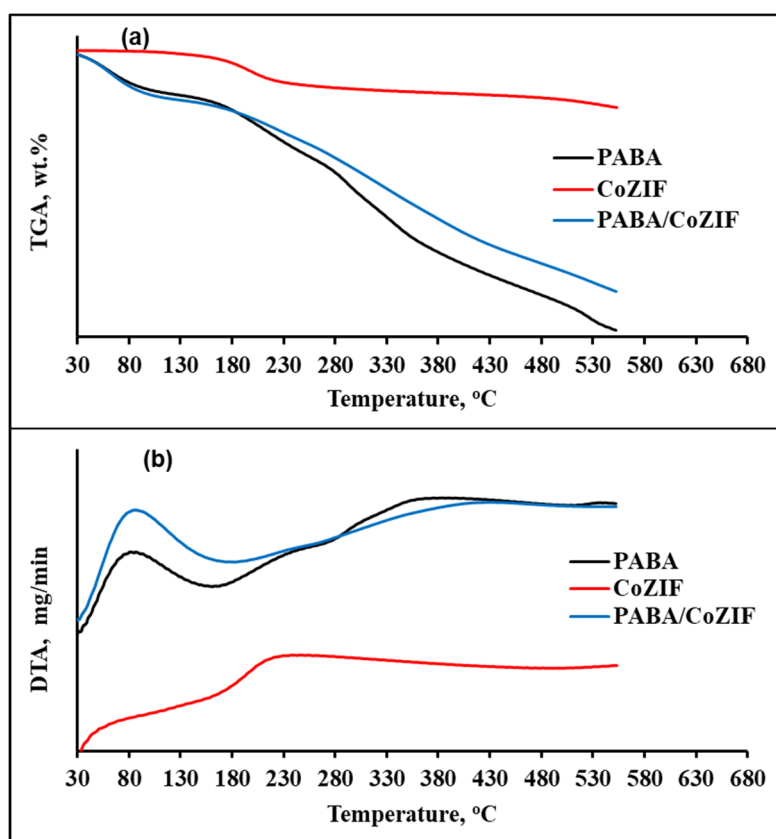 (a)
TGA, wt.%
PABA
CoZIF
PABA/CoZIF
30 80 130 180 230 280 330 380 430 480 530 580 630 680
Temperature, ºC
(b)
DTA, mg/min
PABA
CoZIF
PABA/CoZIF
30 80 130 180 230 280 330 380 430 480 530 580 630 680
Temperature, ºC